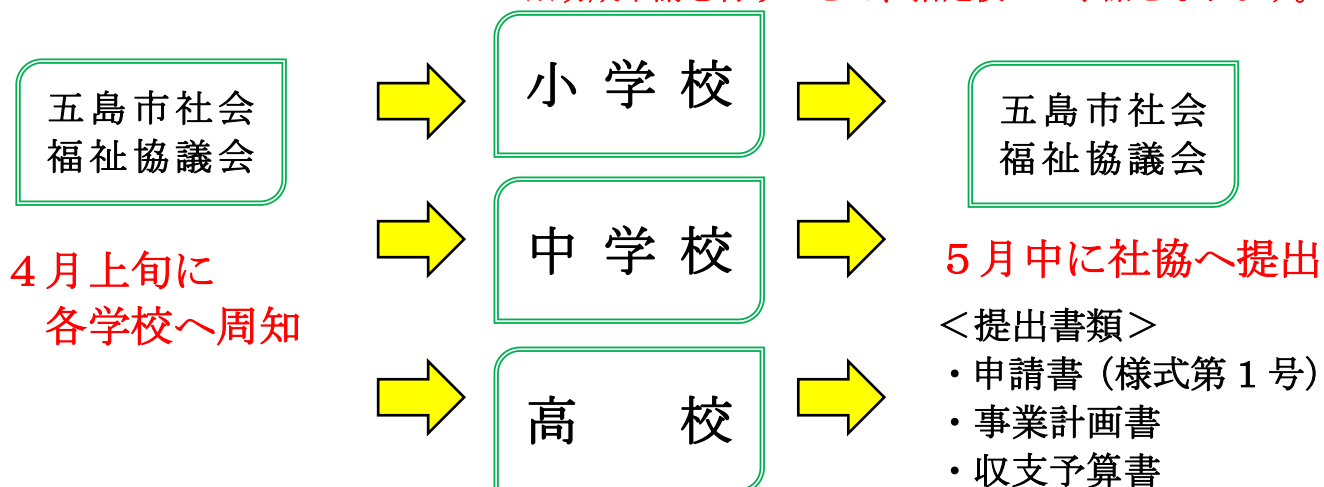 五島市社会
福祉協議会
４月上旬に
各学校へ周知
小学校
中学校
高　　校
五島市社会
福祉協議会
５月中に社協へ提出
＜提出書類＞
・申請書（様式第１号）
・事業計画書
・収支予算書